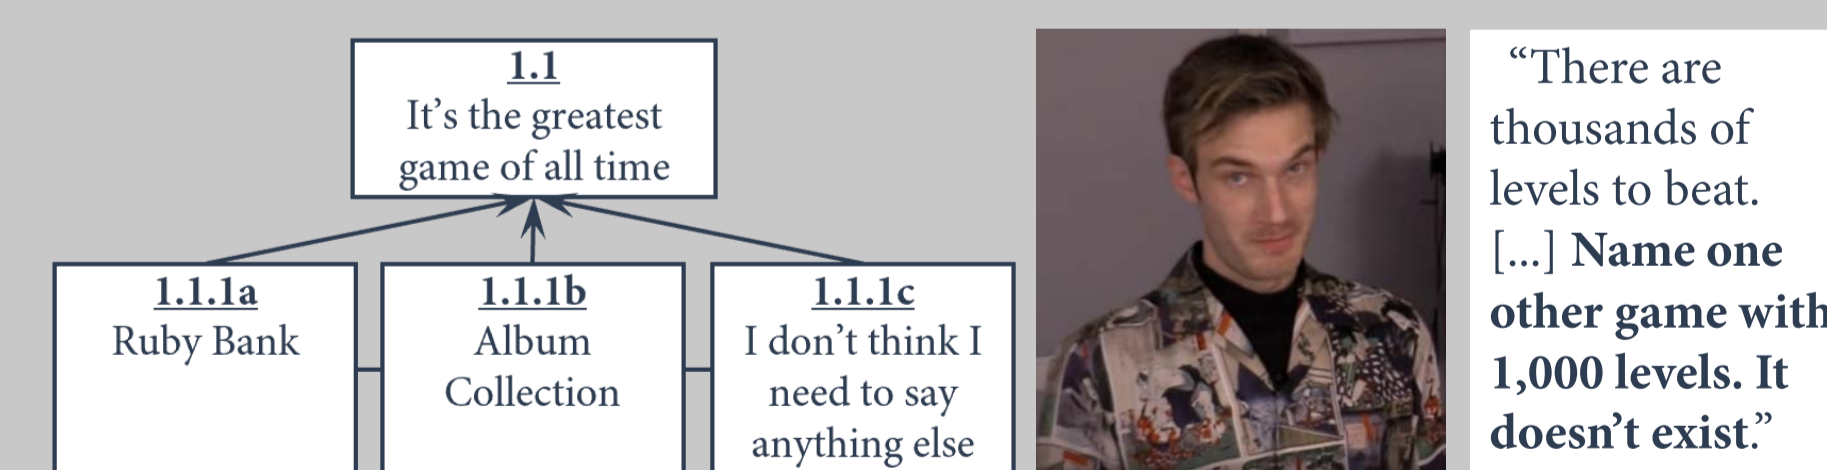 1.1
It’s the greatest
game of all time
1.1.1a
Ruby Bank
1.1.1b
Album
Collection
1.1.1c
I don’t think I
need to say
anything else
“There are
thousands of
levels to beat.
[...] Name one
other game with
1,000 levels. It
doesn’t exist.”